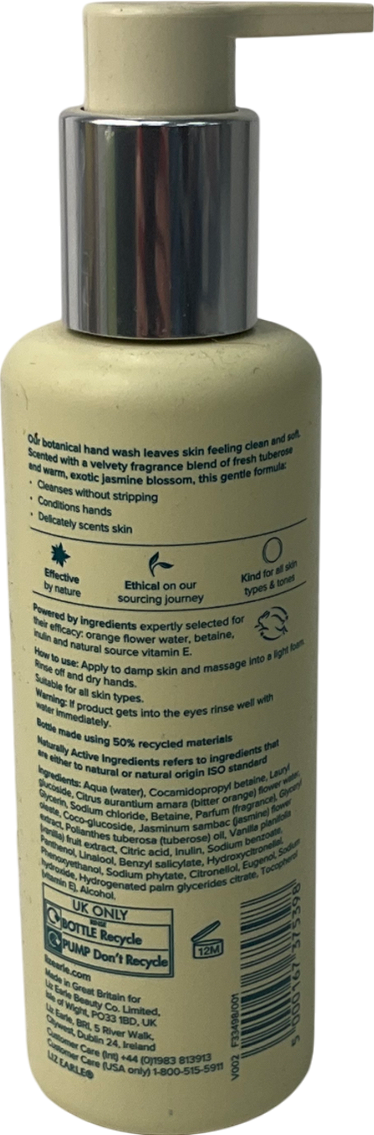 Our botanical hand wash leaves skin feeling clean and soft.
Scented with a velvety fragrance blend of fresh tuberose
and warm, exotic jasmine blossom, this gentle formula:
· Cleanses without stripping
· Conditions hands
· Delicately scents skin
Effective
by nature
Ethical on our
sourcing journey
Kind for all skin
types & tones
Powered by ingredients expertly selected for
their efficacy: orange flower water, betaine,
inulin and natural source vitamin E.
How to use: Apply to damp skin and massage into a light foam.
Rinse off and dry hands.
Suitable for all skin types.
Warning: If product gets into the eyes rinse well with
water immediately.
Bottle made using 50% recycled materials
Naturally Active Ingredients refers to ingredients that
are either to natural or natural origin ISO standard
Ingredients: Aqua (water), Cocamidopropyl betaine, Lauryl
glucoside, Citrus aurantium amara (bitter orange) flower water,
Glycerin, Sodium chloride, Betaine, Parfum (fragrance), Glyceryl
oleate, Coco-glucoside, Jasminum sambac (jasmine) flower
extract, Polianthes tuberosa (tuberose) oil, Vanilla planifolia
(vanilla) fruit extract, Citric acid, Inulin, Sodium benzoate,
Panthenol, Linalool, Benzyl salicylate, Hydroxycitronellal,
Phenoxyethanol, Sodium phytate, Citronellol, Eugenol, Sodium
hydroxide, Hydrogenated palm glycerides citrate, Tocopherol
(vitamin E), Alcohol.
UK ONLY
RINSE
BOTTLE Recycle
PUMP Don't Recycle
12M
lizearle.com
Made in Great Britain for
Liz Earle Beauty Co. Limited,
Isle of Wight, PO33 1BD, UK
Liz Earle, BRI, 5 River Walk,
Citywest, Dublin 24, Ireland
Customer Care (Int) +44 (0)1983 813913
Customer Care (USA only) 1-800-515-5911
LIZ EARLE®
V002 F33498/001
5 000167 375398